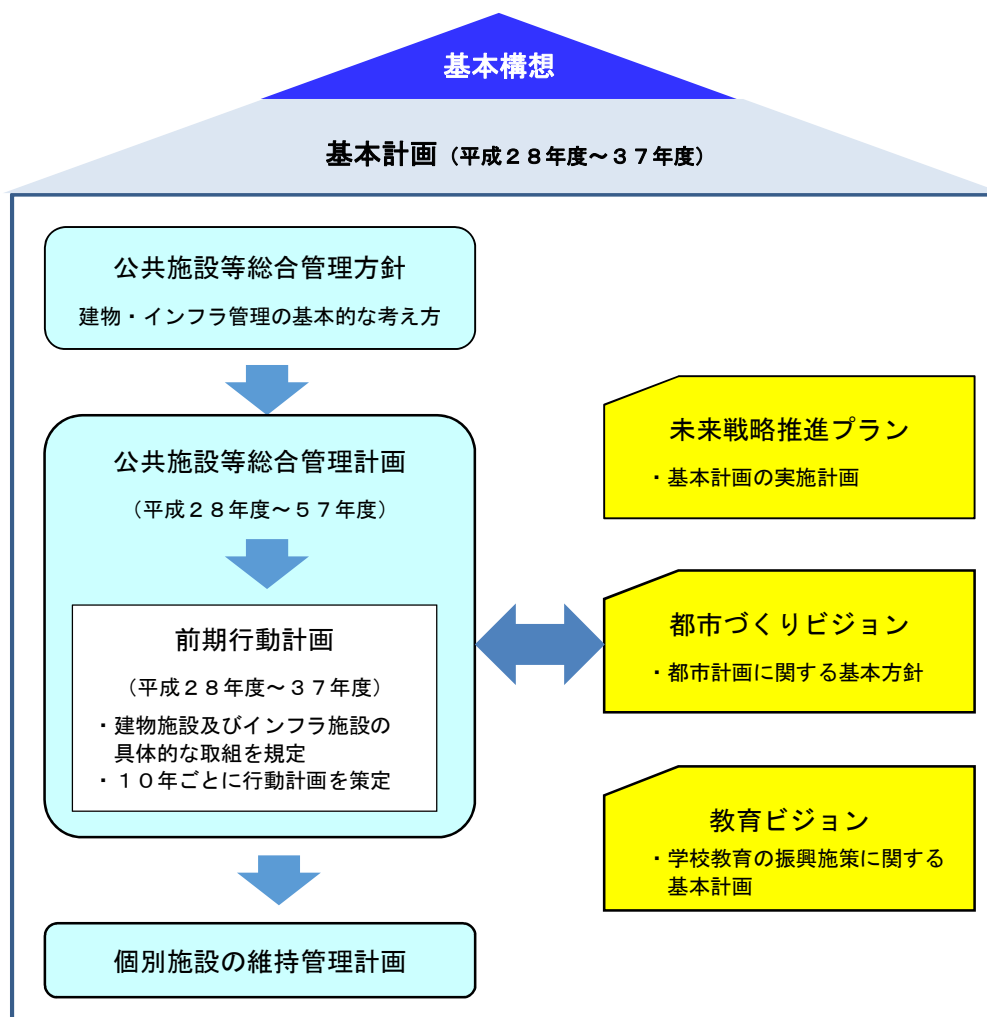 基本構想
基本計画（平成２８年度～３７年度）
公共施設等総合管理方針
建物・インフラ管理の基本的な考え方
公共施設等総合管理計画
（平成２８年度～５７年度）
前期行動計画
（平成２８年度～３７年度）
・建物施設及びインフラ施設の
具体的な取組を規定
・１０年ごとに行動計画を策定
個別施設の維持管理計画
未来戦略推進プラン
・基本計画の実施計画
都市づくりビジョン
・都市計画に関する基本方針
教育ビジョン
・学校教育の振興施策に関する
基本計画